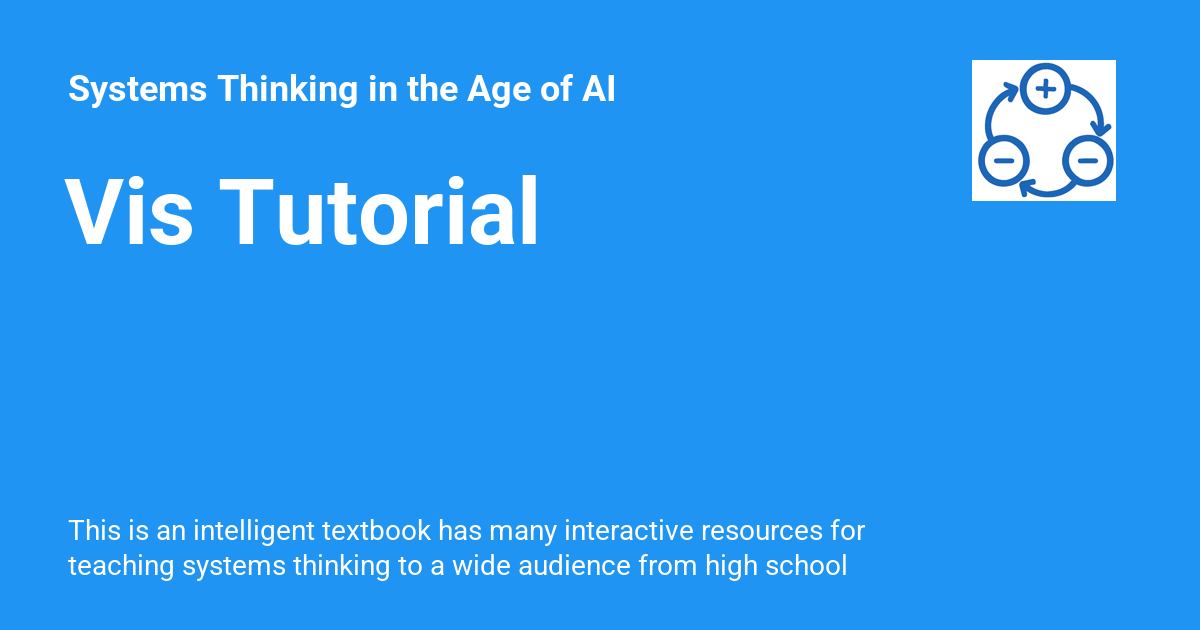 Systems Thinking in the Age of AI
Vis Tutorial
This is an intelligent textbook has many interactive resources for
teaching systems thinking to a wide audience from high school